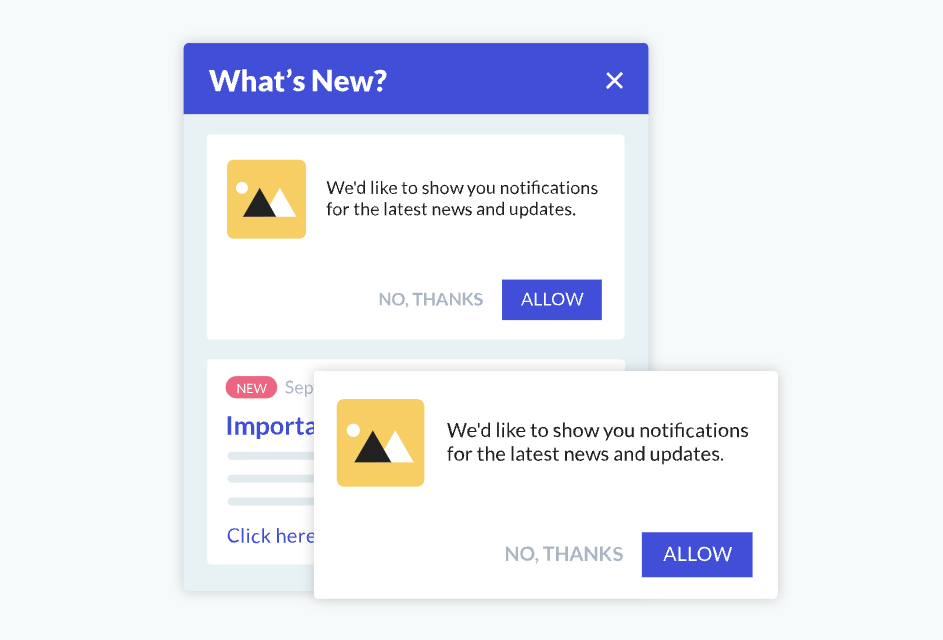 What's New?
We'd like to show you notifications
for the latest news and updates.
NO, THANKS
ALLOW
NEW
Sep
Importa
Click here
We'd like to show you notifications
for the latest news and updates.
NO, THANKS
ALLOW